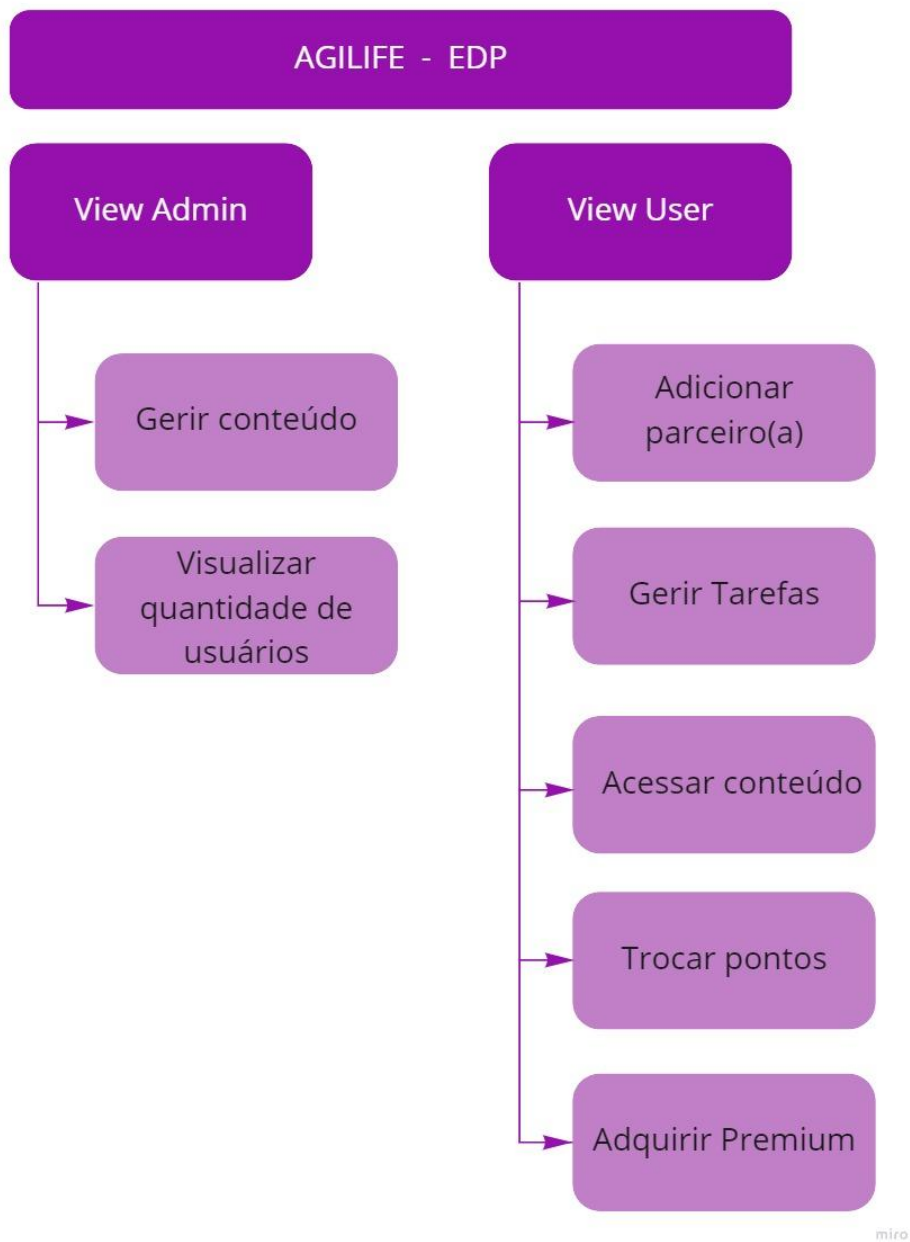 AGILIFE - EDP
View Admin
View User
Gerir conteúdo
Visualizar
quantidade de
usuários
Adicionar
parceiro(a)
Gerir Tarefas
Acessar conteúdo
Trocar pontos
Adquirir Premium
miro